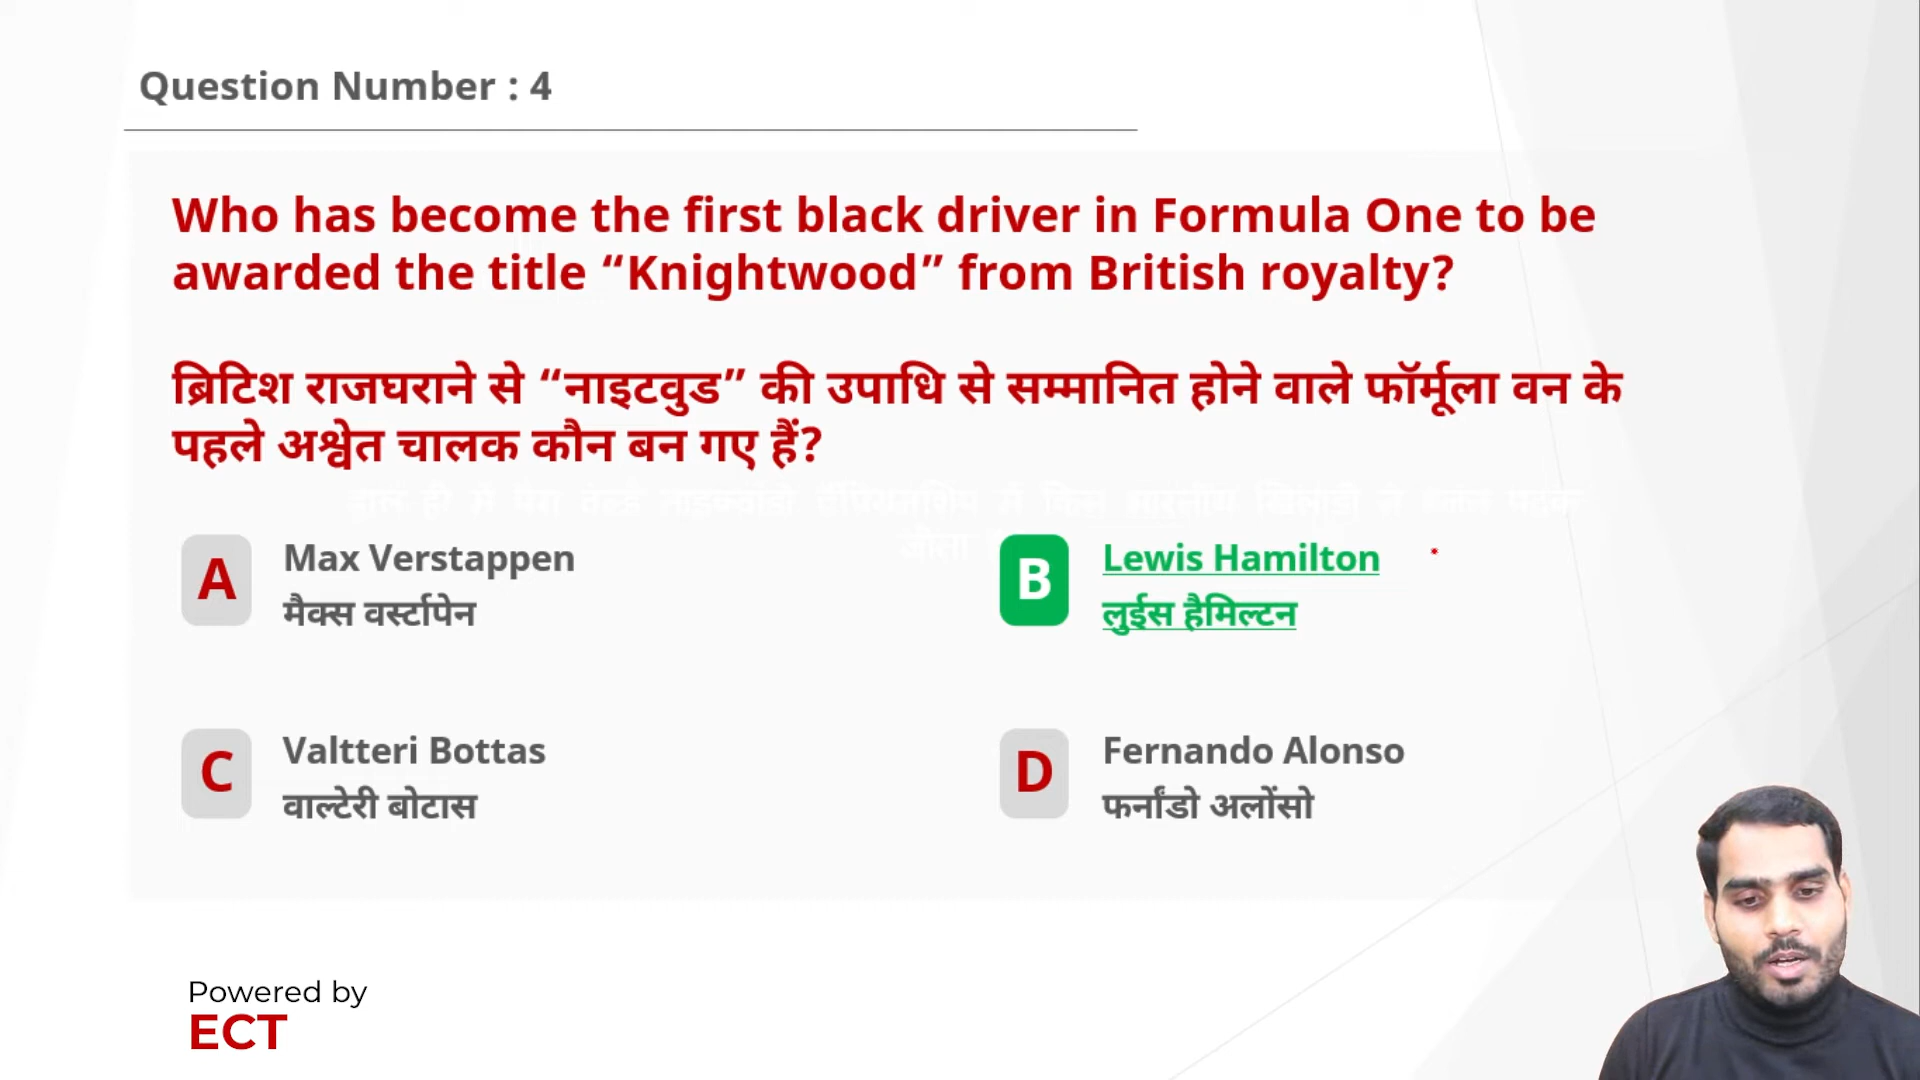 Question Number : 4
Who has become the first black driver in Formula One to be
awarded the title “Knightwood” from British royalty?
ब्रिटिश राजघराने से “नाइटवुड” की उपाधि से सम्मानित होने वाले फॉर्मूला वन के
पहले अश्वेत चालक कौन बन गए हैं?
A
Max Verstappen
मैक्स वर्स्टापेन
B
Lewis Hamilton
लुईस हैमिल्टन
C
Valtteri Bottas
वाल्टेरी बोटास
D
Fernando Alonso
फर्नांडो अलोंसो
Powered by
ECT